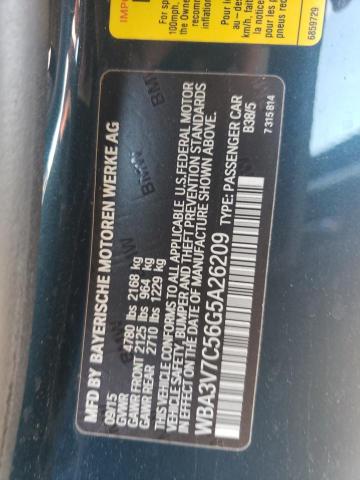 MFD BY BAYERISCHE MOTOREN WERKE AG
09/15
GVWR 4780 lbs 2168 kg
GAWR FRONT 2125 lbs 964 kg
GAWR REAR 2710 lbs 1229 kg
THIS VEHICLE CONFORMS TO ALL APPLICABLE U.S. FEDERAL MOTOR
VEHICLE SAFETY, BUMPER AND THEFT PREVENTION STANDARDS
IN EFFECT ON THE DATE OF MANUFACTURE SHOWN ABOVE.
WBA3V7C56G5A26209 TYPE: PASSENGER CAR
B38/5
7 315 814
BMW
BMW
6859729